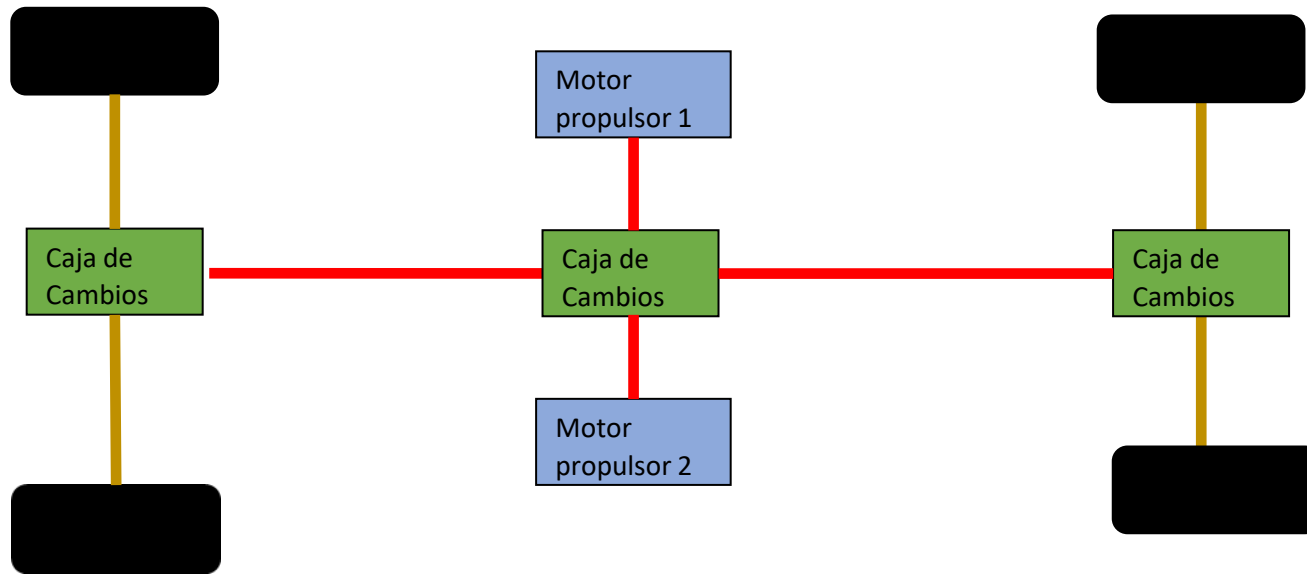 Motor
propulsor 1
Caja de
Cambios
Caja de
Cambios
Caja de
Cambios
Motor
propulsor 2